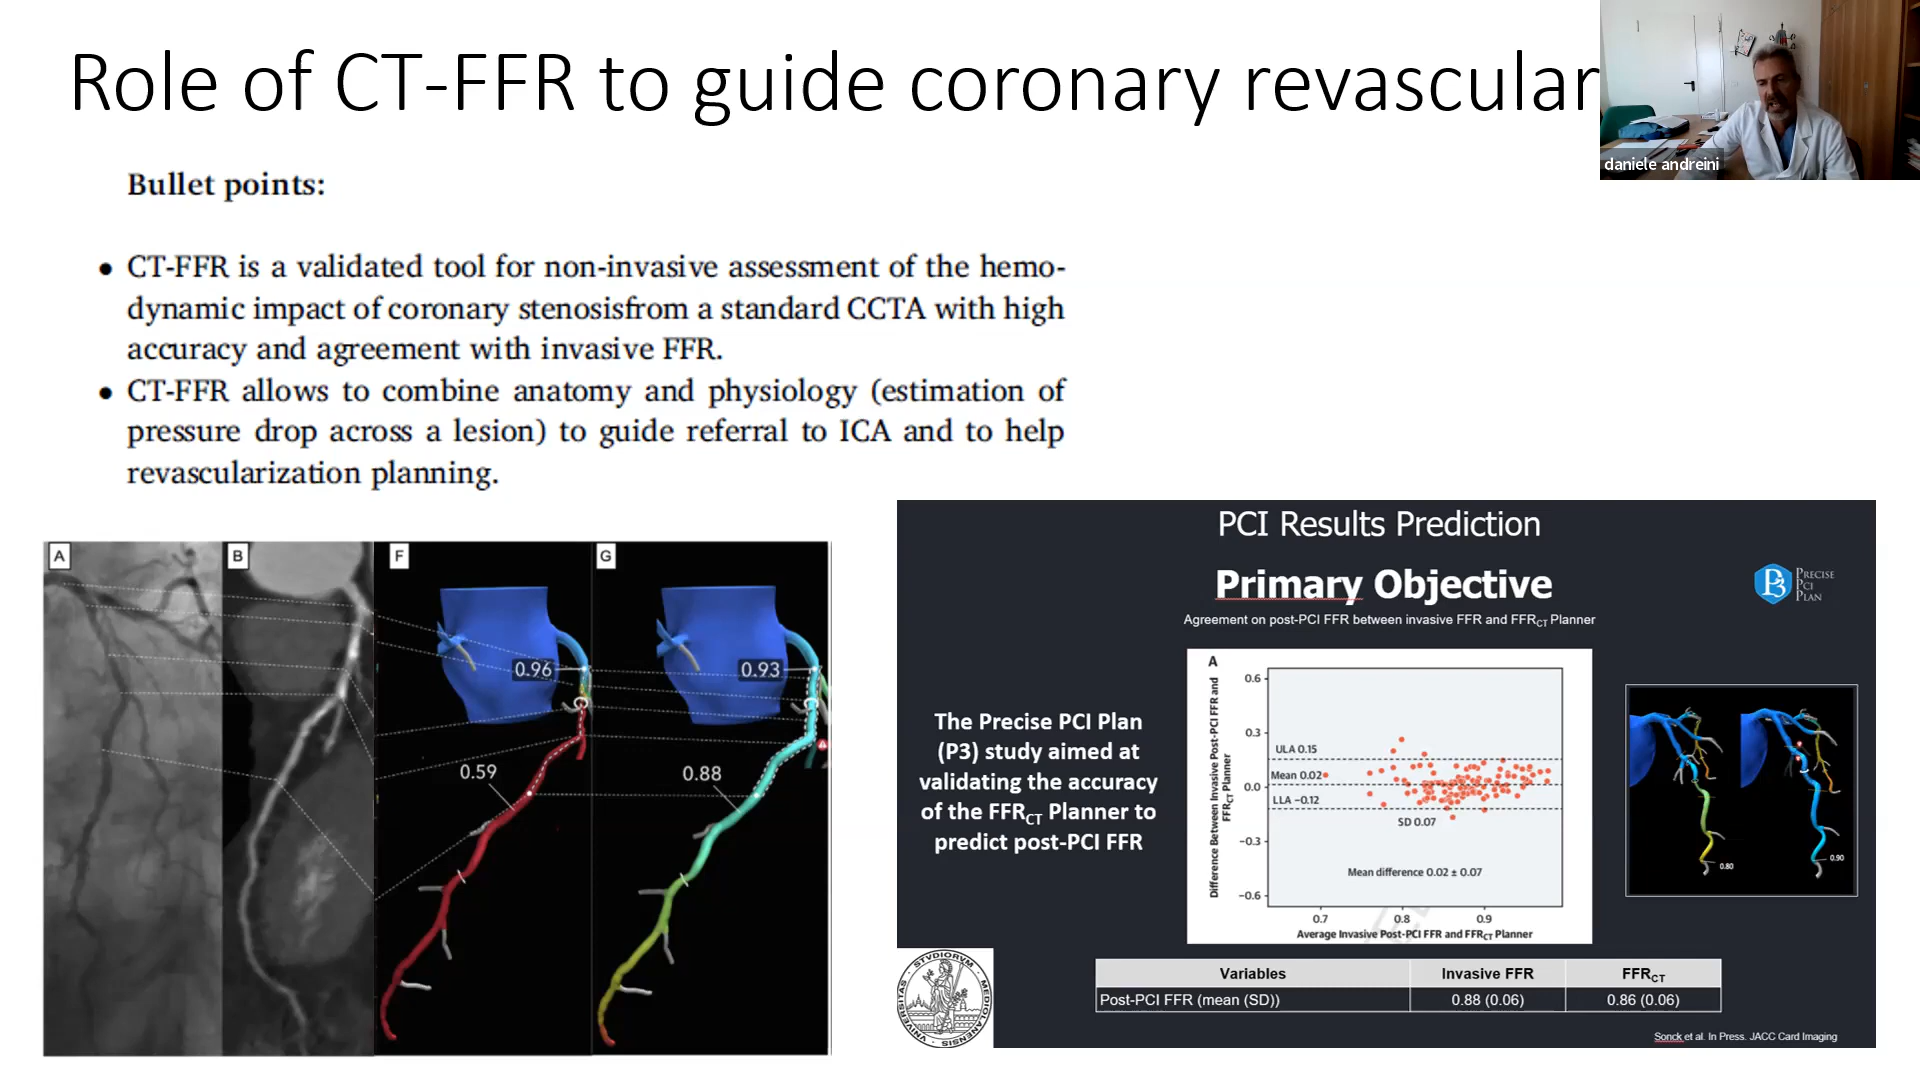 Role of CT-FFR to guide coronary revascular
daniele andreini
Bullet points:
• CT-FFR is a validated tool for non-invasive assessment of the hemo-
dynamic impact of coronary stenosisfrom a standard CCTA with high
accuracy and agreement with invasive FFR.
• CT-FFR allows to combine anatomy and physiology (estimation of
pressure drop across a lesion) to guide referral to ICA and to help
revascularization planning.
A
B
F
G
0.96
0.93
0.59
0.88
PCI Results Prediction
Primary Objective
Agreement on post-PCI FFR between invasive FFR and FFRCT Planner
P3 PRECISE
PCI
PLAN
The Precise PCI Plan
(P3) study aimed at
validating the accuracy
of the FFRCT Planner to
predict post-PCI FFR
A
Difference Between Invasive Post-PCI FFR and
FFRCT Planner
0.6
0.3
0.0
−0.3
−0.6
ULA 0.15
Mean 0.02
LLA −0.12
SD 0.07
Mean difference 0.02 ± 0.07
0.7
0.8
0.9
Average Invasive Post-PCI FFR and FFRCT Planner
0.80
0.90
Variables
Invasive FFR
FFRCT
Post-PCI FFR (mean (SD))
0.88 (0.06)
0.86 (0.06)
Sonck et al. In Press. JACC Card Imaging
VNIVERSITAS STVDIORVM MEDIOLANENSIS